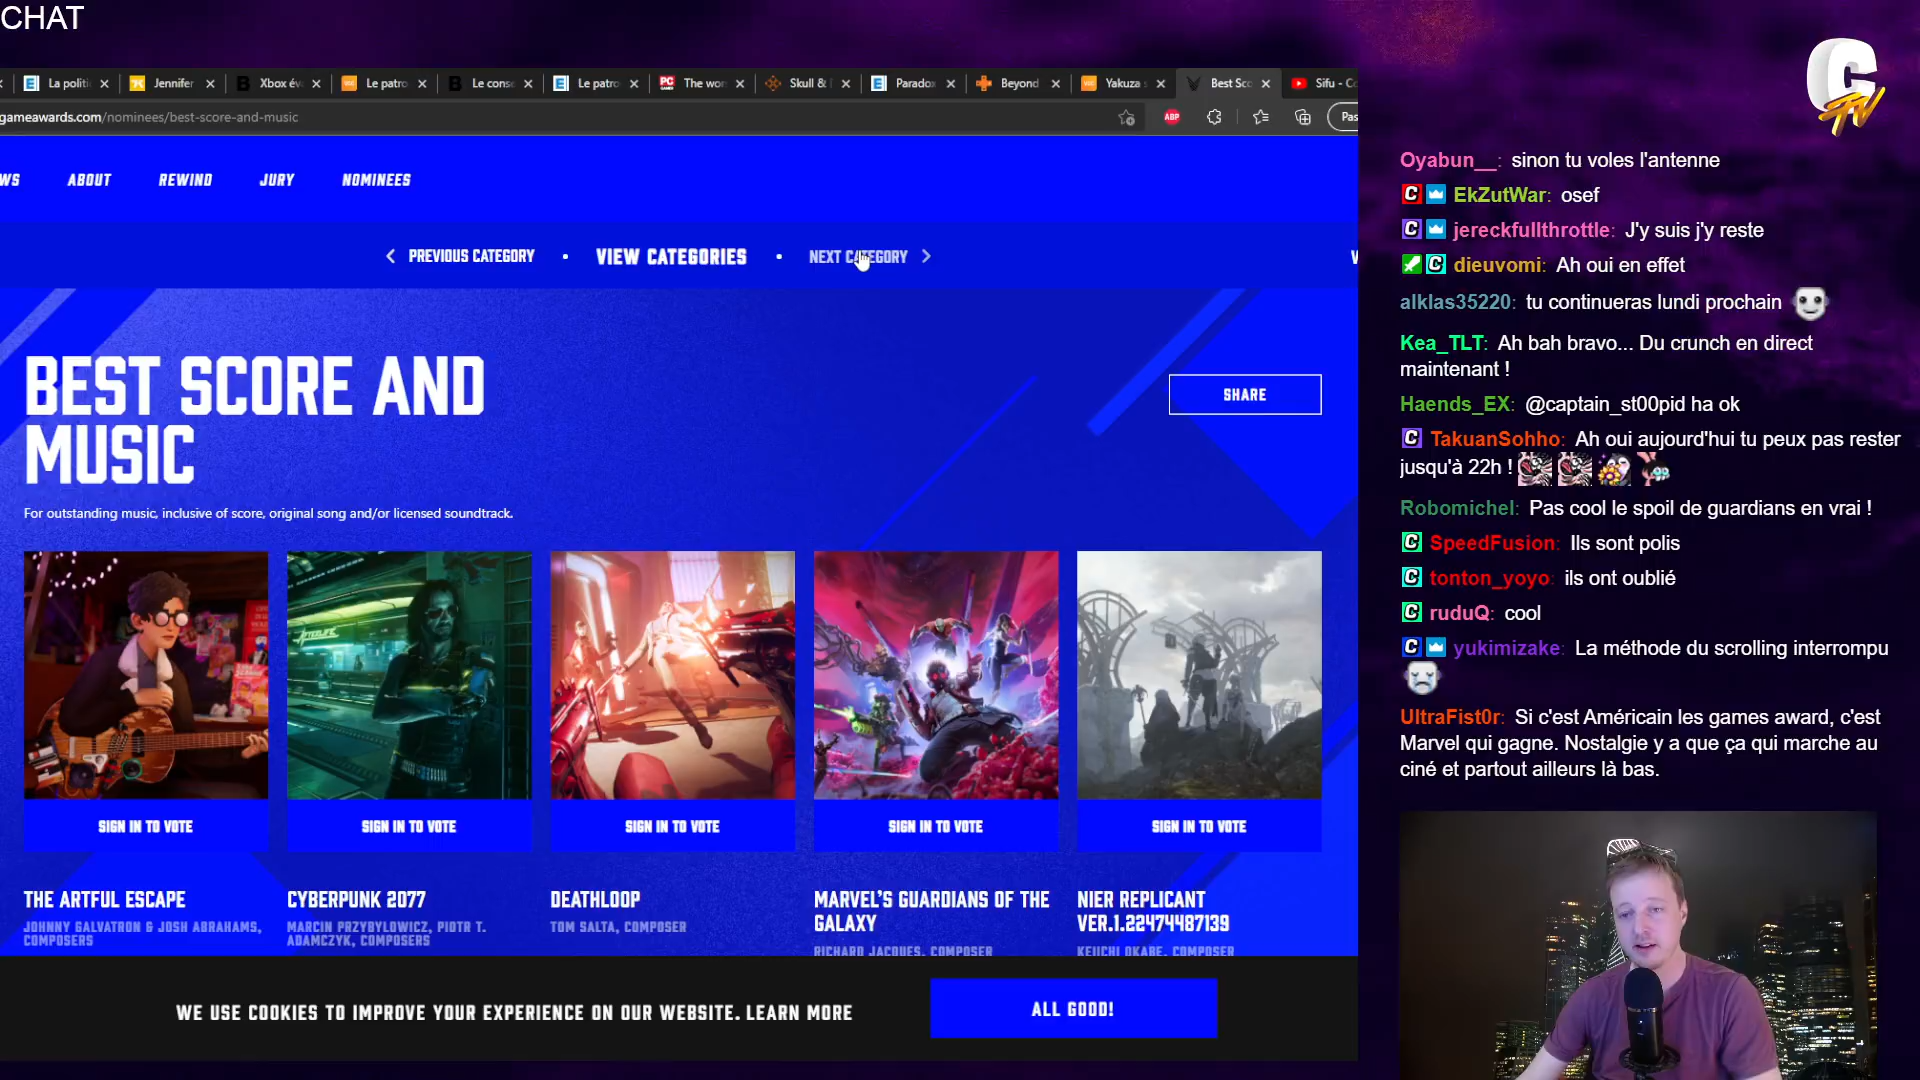 CHAT
La politi
Jennifer
Xbox év
Le patro
Le cons
Le patro
The wor
Skull &
Paradox
Beyond
Yakuza s
Best Sco
Sifu - Co
gameawards.com/nominees/best-score-and-music
ABP
Pas
WS
ABOUT
REWIND
JURY
NOMINEES
PREVIOUS CATEGORY
VIEW CATEGORIES
NEXT CATEGORY
BEST SCORE AND
MUSIC
SHARE
For outstanding music, inclusive of score, original song and/or licensed soundtrack.
AFTERLIFE
SIGN IN TO VOTE
SIGN IN TO VOTE
SIGN IN TO VOTE
SIGN IN TO VOTE
SIGN IN TO VOTE
THE ARTFUL ESCAPE
JOHNNY GALVATRON & JOSH ABRAHAMS,
COMPOSERS
CYBERPUNK 2077
MARCIN PRZYBYLOWICZ, PIOTR T.
ADAMCZYK, COMPOSERS
DEATHLOOP
TOM SALTA, COMPOSER
MARVEL'S GUARDIANS OF THE
GALAXY
RICHARD JACQUES, COMPOSER
NIER REPLICANT
VER.1.22474487139
KEIICHI OKABE, COMPOSER
WE USE COOKIES TO IMPROVE YOUR EXPERIENCE ON OUR WEBSITE. LEARN MORE
ALL GOOD!
C TV
Oyabun__: sinon tu voles l'antenne
EkZutWar: osef
jereckfullthrottle: J'y suis j'y reste
dieuvomi: Ah oui en effet
alklas35220: tu continueras lundi prochain
Kea_TLT: Ah bah bravo... Du crunch en direct
maintenant !
Haends_EX: @captain_st00pid ha ok
TakuanSohho: Ah oui aujourd'hui tu peux pas rester
jusqu'à 22h !
Robomichel: Pas cool le spoil de guardians en vrai !
SpeedFusion: Ils sont polis
tonton_yoyo: ils ont oublié
ruduQ: cool
yukimizake: La méthode du scrolling interrompu
UltraFist0r: Si c'est Américain les games award, c'est
Marvel qui gagne. Nostalgie y a que ça qui marche au
ciné et partout ailleurs là bas.